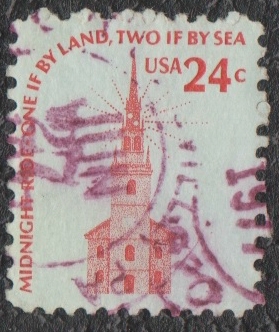 MIDNIGHT RIDE·ONE IF BY LAND, TWO IF BY SEA
USA 24c